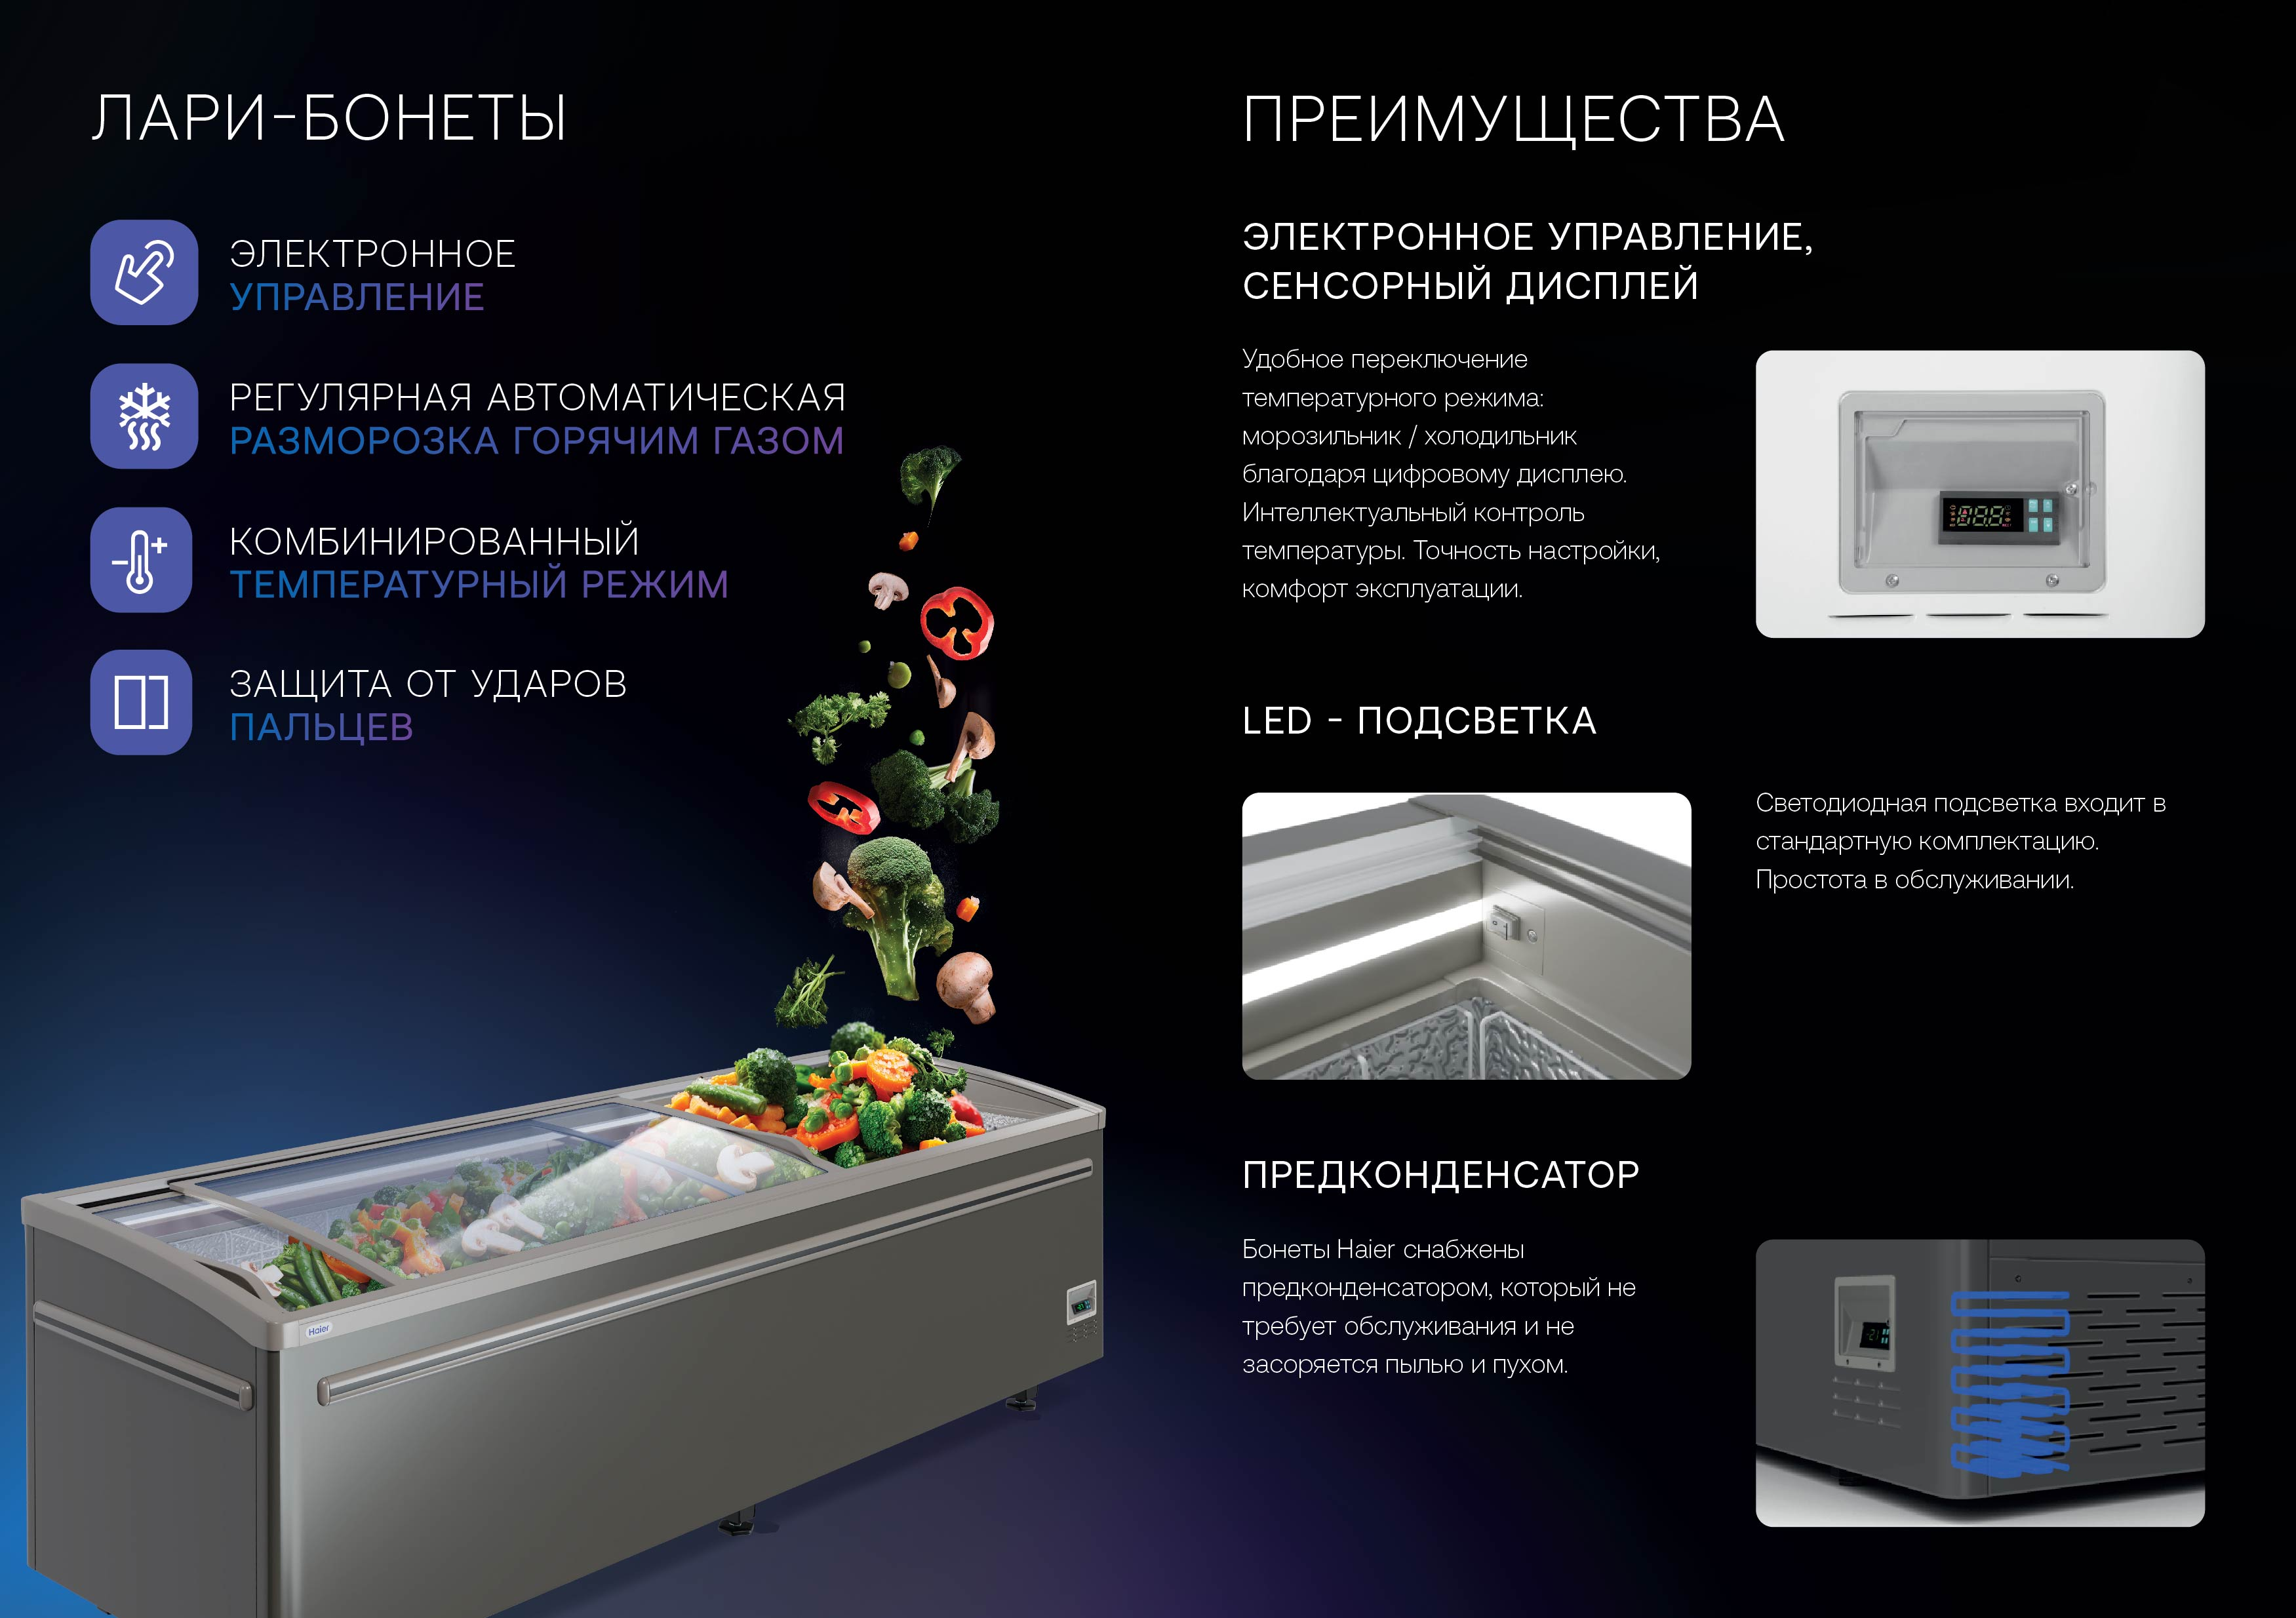 ЛАРИ-БОНЕТЫ
ЭЛЕКТРОННОЕ
УПРАВЛЕНИЕ
РЕГУЛЯРНАЯ АВТОМАТИЧЕСКАЯ
РАЗМОРОЗКА ГОРЯЧИМ ГАЗОМ
КОМБИНИРОВАННЫЙ
ТЕМПЕРАТУРНЫЙ РЕЖИМ
ЗАЩИТА ОТ УДАРОВ
ПАЛЬЦЕВ
Haier
ПРЕИМУЩЕСТВА
ЭЛЕКТРОННОЕ УПРАВЛЕНИЕ,
СЕНСОРНЫЙ ДИСПЛЕЙ
Удобное переключение
температурного режима:
морозильник / холодильник
благодаря цифровому дисплею.
Интеллектуальный контроль
температуры. Точность настройки,
комфорт эксплуатации.
LED - ПОДСВЕТКА
Светодиодная подсветка входит в
стандартную комплектацию.
Простота в обслуживании.
ПРЕДКОНДЕНСАТОР
Бонеты Haier снабжены
предконденсатором, который не
требует обслуживания и не
засоряется пылью и пухом.